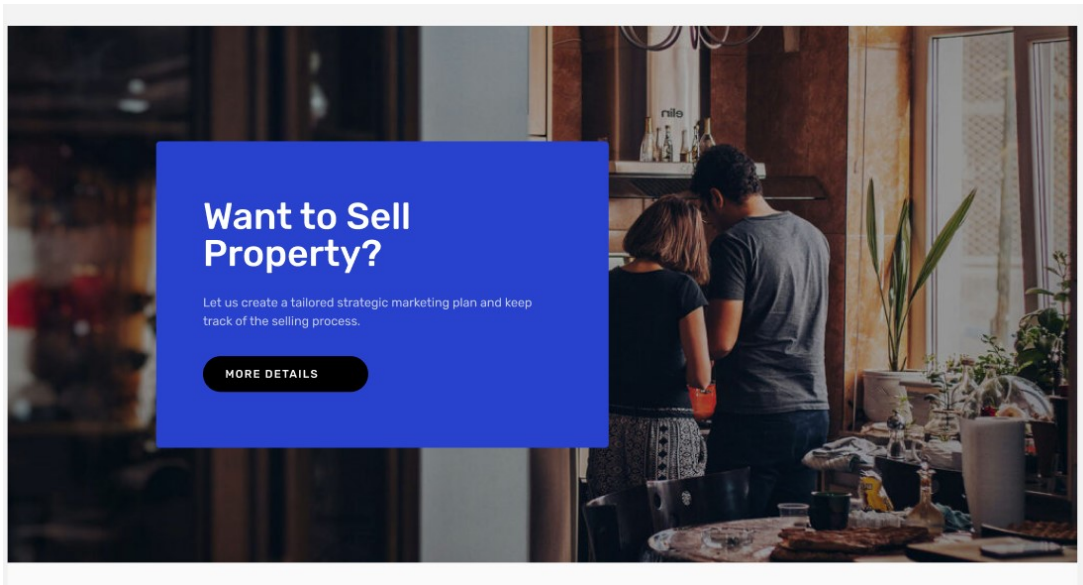 elin
Want to Sell
Property?
Let us create a tailored strategic marketing plan and keep
track of the selling process.
MORE DETAILS